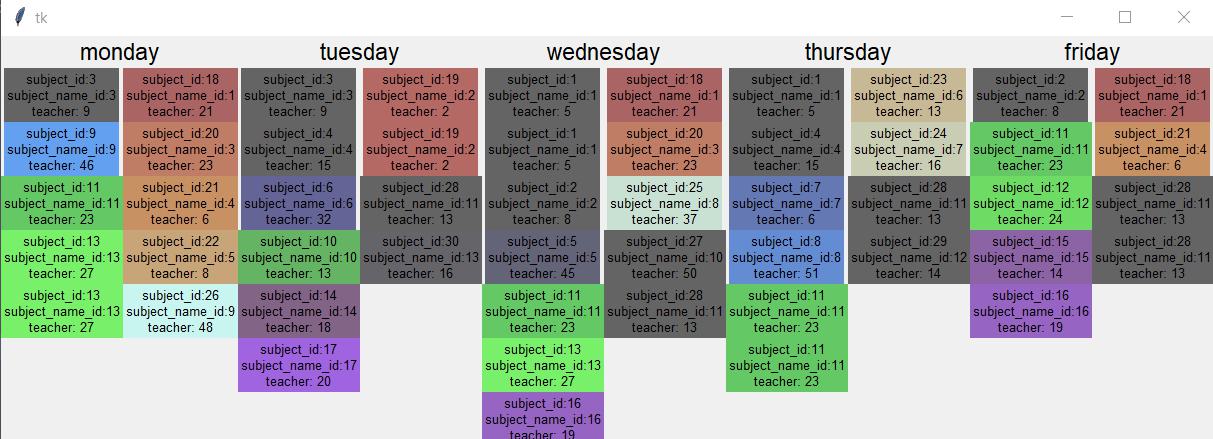 tk
monday
subject_id:3
subject_name_id:3
teacher: 9
subject_id:9
subject_name_id:9
teacher: 46
subject_id:11
subject_name_id:11
teacher: 23
subject_id:13
subject_name_id:13
teacher: 27
subject_id:13
subject_name_id:13
teacher: 27
subject_id:18
subject_name_id:1
teacher: 21
subject_id:20
subject_name_id:3
teacher: 23
subject_id:21
subject_name_id:4
teacher: 6
subject_id:22
subject_name_id:5
teacher: 8
subject_id:26
subject_name_id:9
teacher: 48
tuesday
subject_id:3
subject_name_id:3
teacher: 9
subject_id:4
subject_name_id:4
teacher: 15
subject_id:6
subject_name_id:6
teacher: 32
subject_id:10
subject_name_id:10
teacher: 13
subject_id:14
subject_name_id:14
teacher: 18
subject_id:17
subject_name_id:17
teacher: 20
subject_id:19
subject_name_id:2
teacher: 2
subject_id:19
subject_name_id:2
teacher: 2
subject_id:28
subject_name_id:11
teacher: 13
subject_id:30
subject_name_id:13
teacher: 16
wednesday
subject_id:1
subject_name_id:1
teacher: 5
subject_id:1
subject_name_id:1
teacher: 5
subject_id:2
subject_name_id:2
teacher: 8
subject_id:5
subject_name_id:5
teacher: 45
subject_id:11
subject_name_id:11
teacher: 23
subject_id:13
subject_name_id:13
teacher: 27
subject_id:16
subject_name_id:16
teacher: 19
subject_id:18
subject_name_id:1
teacher: 21
subject_id:20
subject_name_id:3
teacher: 23
subject_id:25
subject_name_id:8
teacher: 37
subject_id:27
subject_name_id:10
teacher: 50
subject_id:28
subject_name_id:11
teacher: 13
thursday
subject_id:1
subject_name_id:1
teacher: 5
subject_id:4
subject_name_id:4
teacher: 15
subject_id:7
subject_name_id:7
teacher: 6
subject_id:8
subject_name_id:8
teacher: 51
subject_id:11
subject_name_id:11
teacher: 23
subject_id:11
subject_name_id:11
teacher: 23
subject_id:23
subject_name_id:6
teacher: 13
subject_id:24
subject_name_id:7
teacher: 16
subject_id:28
subject_name_id:11
teacher: 13
subject_id:29
subject_name_id:12
teacher: 14
friday
subject_id:2
subject_name_id:2
teacher: 8
subject_id:11
subject_name_id:11
teacher: 23
subject_id:12
subject_name_id:12
teacher: 24
subject_id:15
subject_name_id:15
teacher: 14
subject_id:16
subject_name_id:16
teacher: 19
subject_id:18
subject_name_id:1
teacher: 21
subject_id:21
subject_name_id:4
teacher: 6
subject_id:28
subject_name_id:11
teacher: 13
subject_id:28
subject_name_id:11
teacher: 13